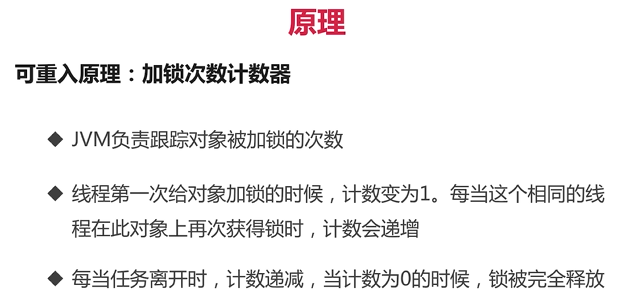 原理
可重入原理：加锁次数计数器
◆ JVM负责跟踪对象被加锁的次数
◆ 线程第一次给对象加锁的时候，计数变为1。每当这个相同的线
程在此对象上再次获得锁时，计数会递增
◆ 每当任务离开时，计数递减，当计数为0的时候，锁被完全释放